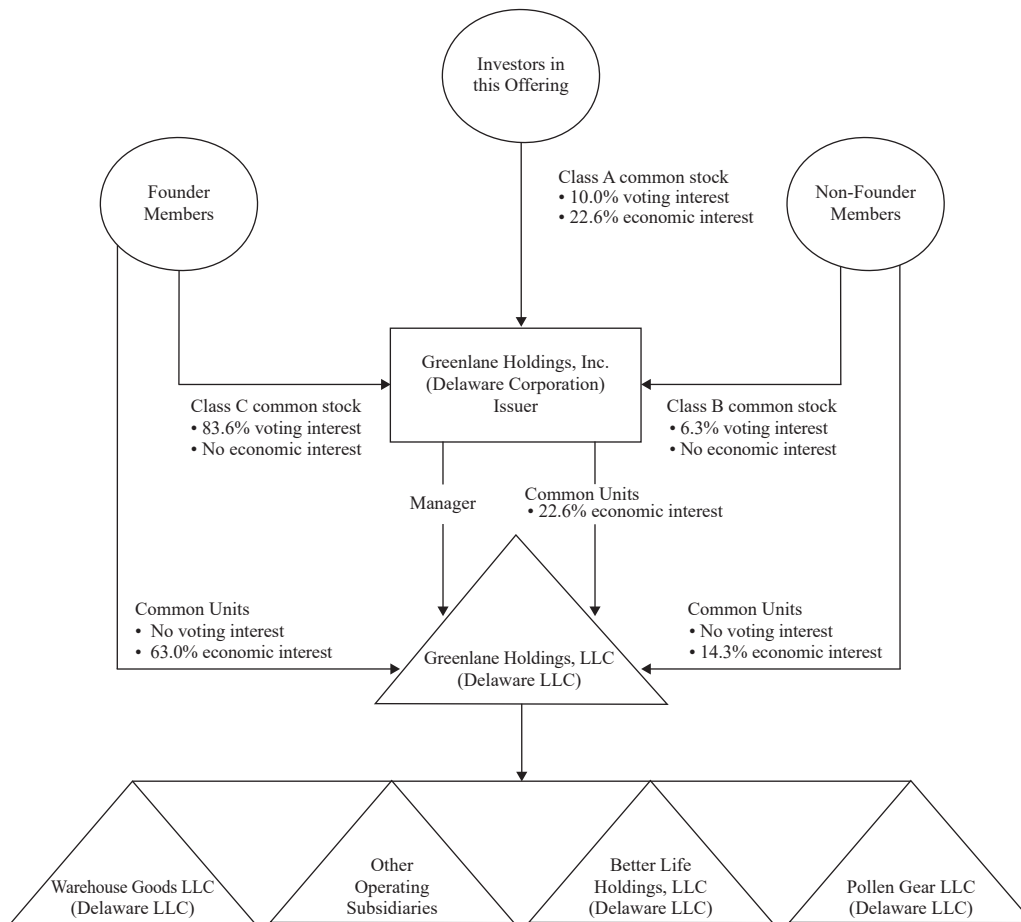 Investors in
this Offering
Founder
Members
Class A common stock
• 10.0% voting interest
• 22.6% economic interest
Non-Founder
Members
Greenlane Holdings, Inc.
(Delaware Corporation)
Issuer
Class C common stock
• 83.6% voting interest
• No economic interest
Class B common stock
• 6.3% voting interest
• No economic interest
Manager
Common Units
• 22.6% economic interest
Common Units
• No voting interest
• 63.0% economic interest
Common Units
• No voting interest
• 14.3% economic interest
Greenlane Holdings, LLC
(Delaware LLC)
Warehouse Goods LLC
(Delaware LLC)
Other
Operating
Subsidiaries
Better Life
Holdings, LLC
(Delaware LLC)
Pollen Gear LLC
(Delaware LLC)